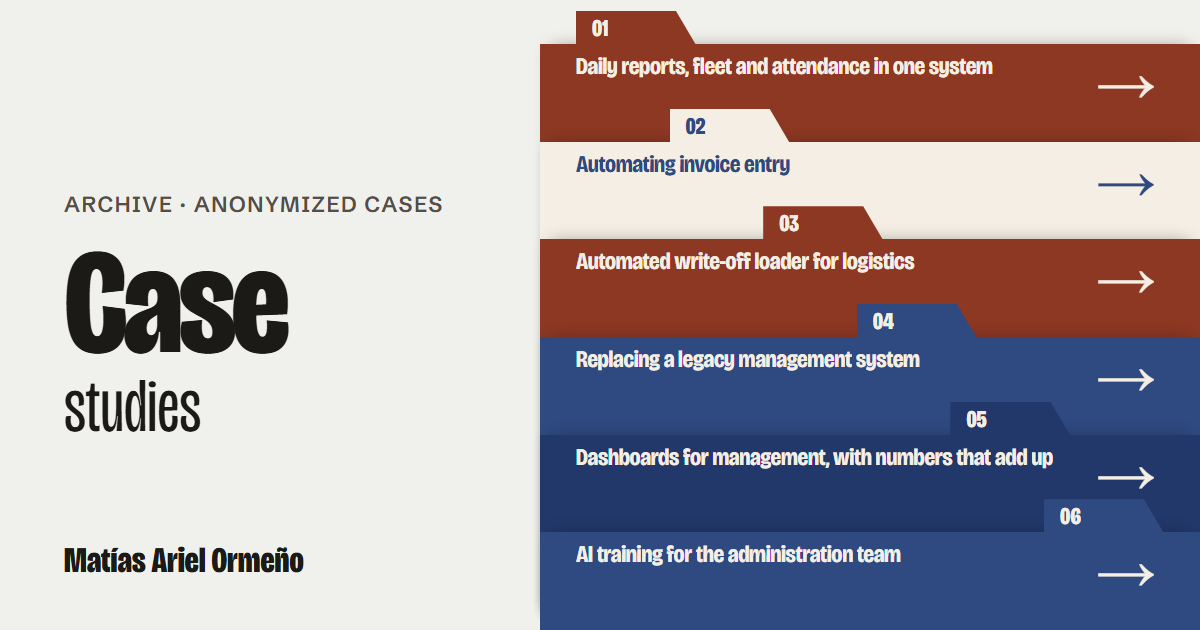 ARCHIVE · ANONYMIZED CASES
Case
studies
Matías Ariel Ormeño
01
Daily reports, fleet and attendance in one system
02
Automating invoice entry
03
Automated write-off loader for logistics
04
Replacing a legacy management system
05
Dashboards for management, with numbers that add up
06
AI training for the administration team